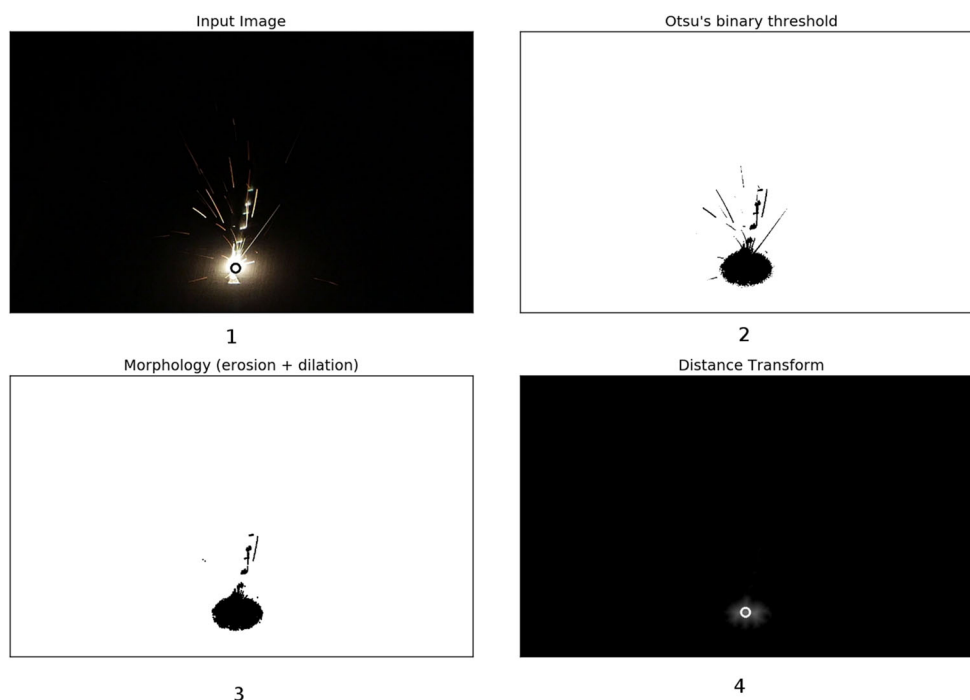 Input Image
Otsu's binary threshold
1
2
Morphology (erosion + dilation)
Distance Transform
3
4